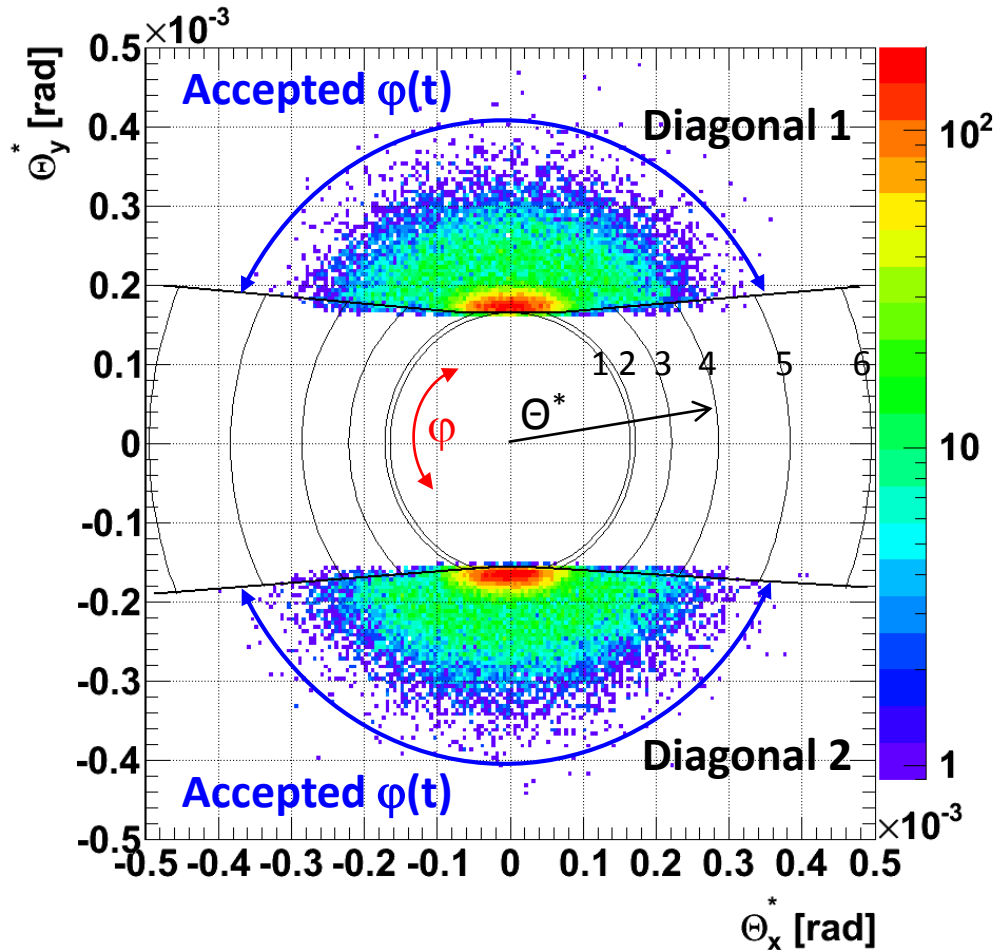 ×10⁻³
0.5
0.4
0.3
0.2
0.1
0
-0.1
-0.2
-0.3
-0.4
-0.5
Θ*y [rad]
Accepted φ(t)
Diagonal 1
1 2 3 4 5 6
Θ*
φ
Diagonal 2
Accepted φ(t)
10²
10
1
×10⁻³
-0.5 -0.4 -0.3 -0.2 -0.1 0 0.1 0.2 0.3 0.4 0.5
Θ*x [rad]